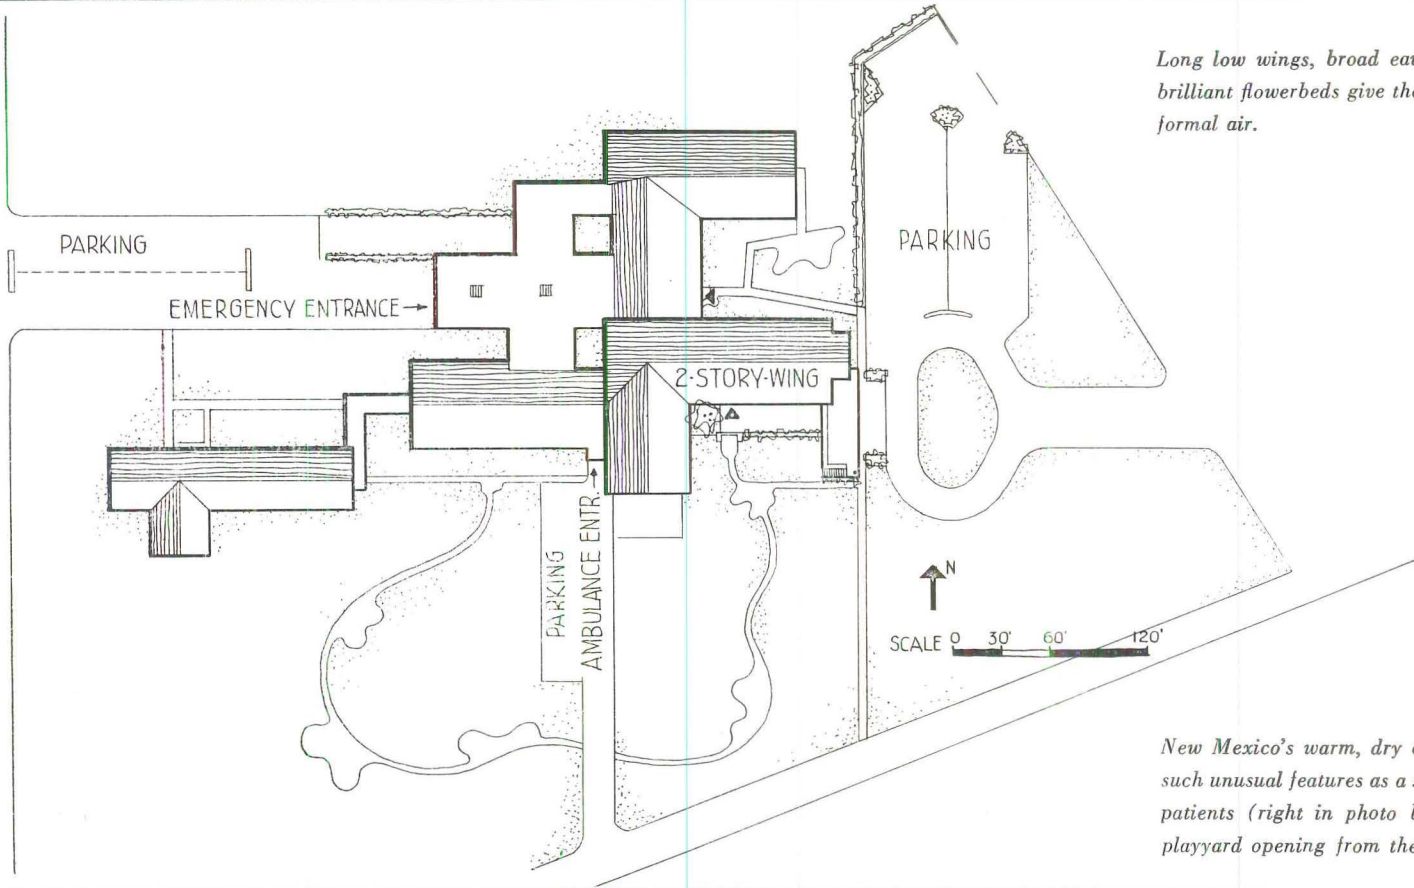 Long low wings, broad
brilliant flowerbeds give
formal air.
PARKING
PARKING
EMERGENCY ENTRANCE
2-STORY-WING
PARKING
AMBULANCE ENTR.
N
SCALE 0 30' 60' 120'
New Mexico's warm, dry
such unusual features as a
patients (right in photo
playyard opening from the